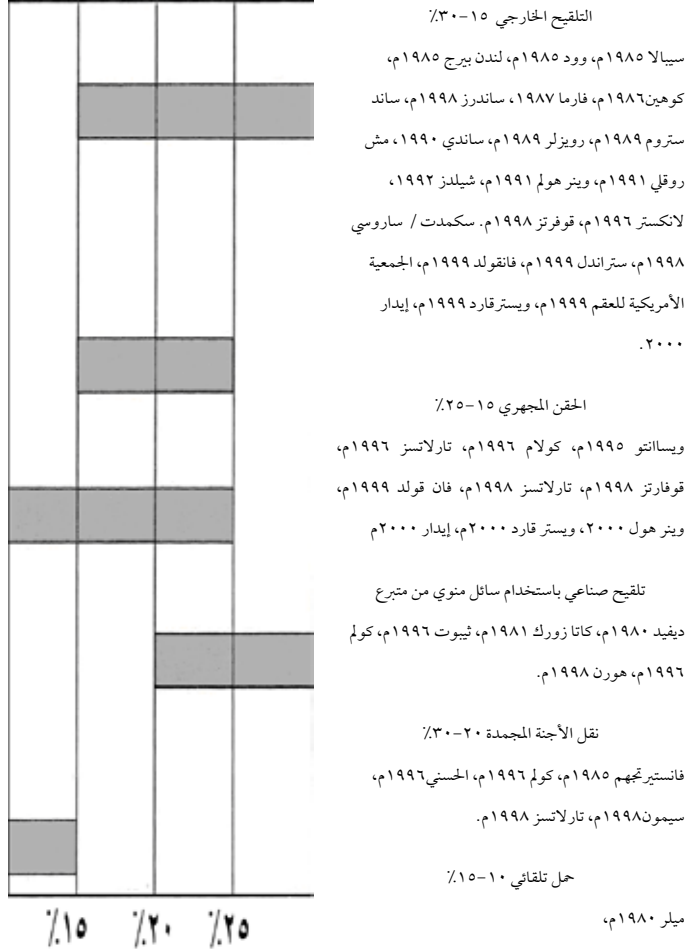 التلقيح الخارجي ١٥-٣٠٪
سيبالا ١٩٨٥م، وود ١٩٨٥م، لندن بيرج ١٩٨٥م،
كوهين١٩٨٦م، فارما ١٩٨٧، ساندرز ١٩٩٨م، ساند
ستروم ١٩٨٩م، رويزلر ١٩٨٩م، ساندي ١٩٩٠، مش
روقلي ١٩٩١م، وينر هولم ١٩٩١م، شيلدز ١٩٩٢،
لانكستر ١٩٩٦م، قوفرتز ١٩٩٨م. سكمدت / ساروسي
١٩٩٨م، ستراندل ١٩٩٩م، فانقولد ١٩٩٩م، الجمعية
الأمريكية للعقم ١٩٩٩م، ويسترقارد ١٩٩٩م، إيدار
٢٠٠٠.
الحقن المجهري ١٥-٢٥٪
ويساانتو ١٩٩٥م، كولام ١٩٩٦م، تارلاتسز ١٩٩٦م،
قوفارتز ١٩٩٨م، تارلاتسز ١٩٩٨م، فان قولد ١٩٩٩م،
وينر هول ٢٠٠٠، ويستر قارد ٢٠٠٠م، إيدار ٢٠٠٠م
تلقيح صناعي باستخدام سائل منوي من متبرع
ديفيد ١٩٨٠م، كاتا زورك ١٩٨١م، ثيبوت ١٩٩٦م، كولم
١٩٩٦م، هورن ١٩٩٨م.
نقل الأجنة المجمدة ٢٠-٣٠٪
فانستيرتجهم ١٩٨٥م، كولم ١٩٩٦م، الحسني١٩٩٦م،
سيمون١٩٩٨م، تارلاتسز ١٩٩٨م.
حمل تلقائي ١٠-١٥٪
ميلر ١٩٨٠م،
٪١٥ ٪٢٠ ٪٢٥